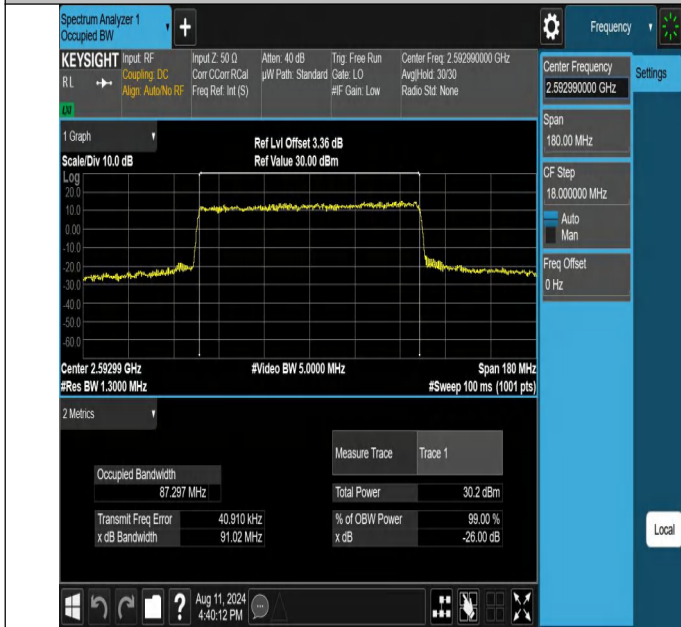 Spectrum Analyzer 1
Occupied BW
+
Frequency
KEYSIGHT
RL
LXI
Input: RF
Coupling: DC
Align: Auto/No RF
Input Z: 50 Ω
Corr CCorr RCal
Freq Ref: Int (S)
Atten: 40 dB
µW Path: Standard
Trig: Free Run
Gate: LO
#IF Gain: Low
Center Freq: 2.592990000 GHz
Avg|Hold: 30/30
Radio Std: None
Center Frequency
2.592990000 GHz
Settings
Span
180.00 MHz
CF Step
18.000000 MHz
Auto
Man
Freq Offset
0 Hz
1 Graph
Scale/Div 10.0 dB
Ref Lvl Offset 3.36 dB
Ref Value 30.00 dBm
Log
20.0
10.0
0.00
-10.0
-20.0
-30.0
-40.0
-50.0
-60.0
Center 2.59299 GHz
#Res BW 1.3000 MHz
#Video BW 5.0000 MHz
Span 180 MHz
#Sweep 100 ms (1001 pts)
2 Metrics
Measure Trace Trace 1
Occupied Bandwidth
87.297 MHz
Total Power 30.2 dBm
Transmit Freq Error 40.910 kHz
% of OBW Power 99.00 %
x dB Bandwidth 91.02 MHz
x dB -26.00 dB
Local
?
Aug 11, 2024
4:40:12 PM